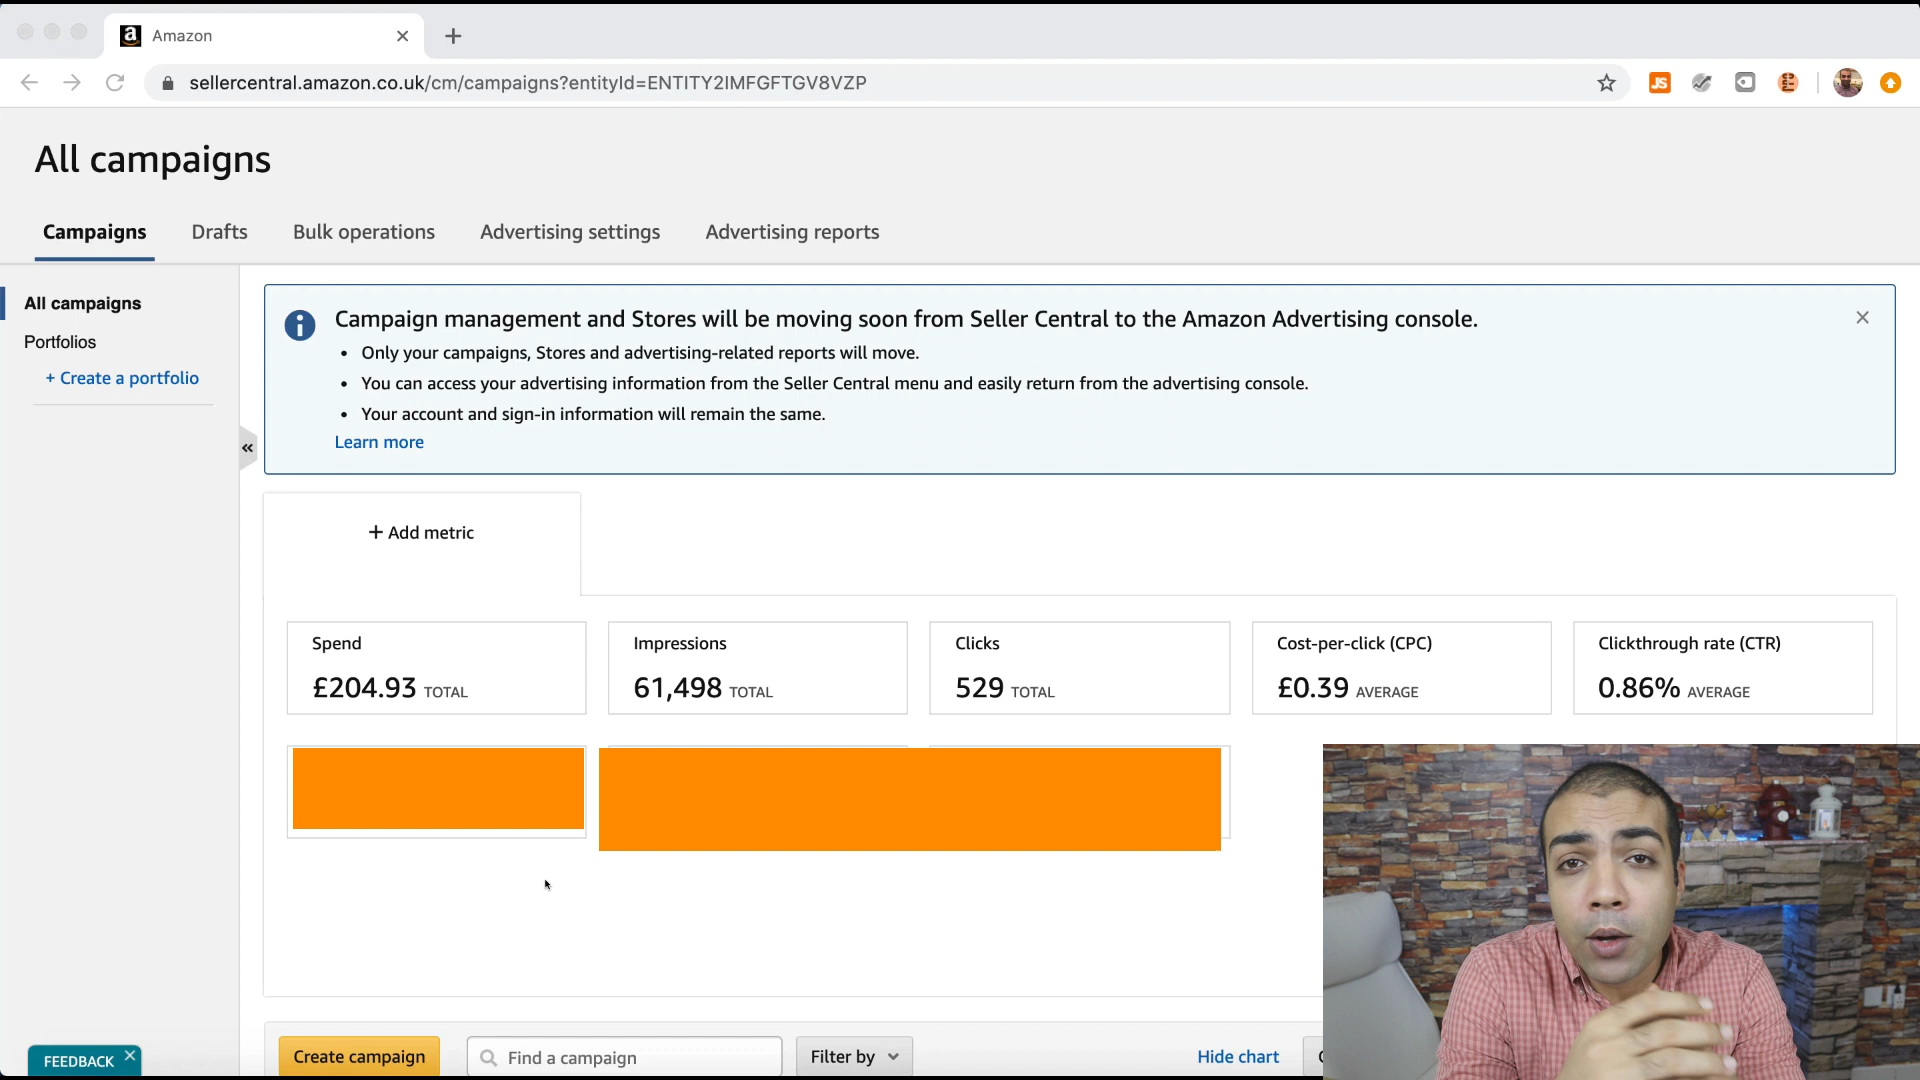 Amazon
sellercentral.amazon.co.uk/cm/campaigns?entityId=ENTITY2IMFGFTGV8VZP
JS
All campaigns
Campaigns
Drafts
Bulk operations
Advertising settings
Advertising reports
All campaigns
Portfolios
+ Create a portfolio
Campaign management and Stores will be moving soon from Seller Central to the Amazon Advertising console.
• Only your campaigns, Stores and advertising-related reports will move.
• You can access your advertising information from the Seller Central menu and easily return from the advertising console.
• Your account and sign-in information will remain the same.
Learn more
+ Add metric
Spend
£204.93 TOTAL
Impressions
61,498 TOTAL
Clicks
529 TOTAL
Cost-per-click (CPC)
£0.39 AVERAGE
Clickthrough rate (CTR)
0.86% AVERAGE
FEEDBACK
Create campaign
Find a campaign
Filter by
Hide chart